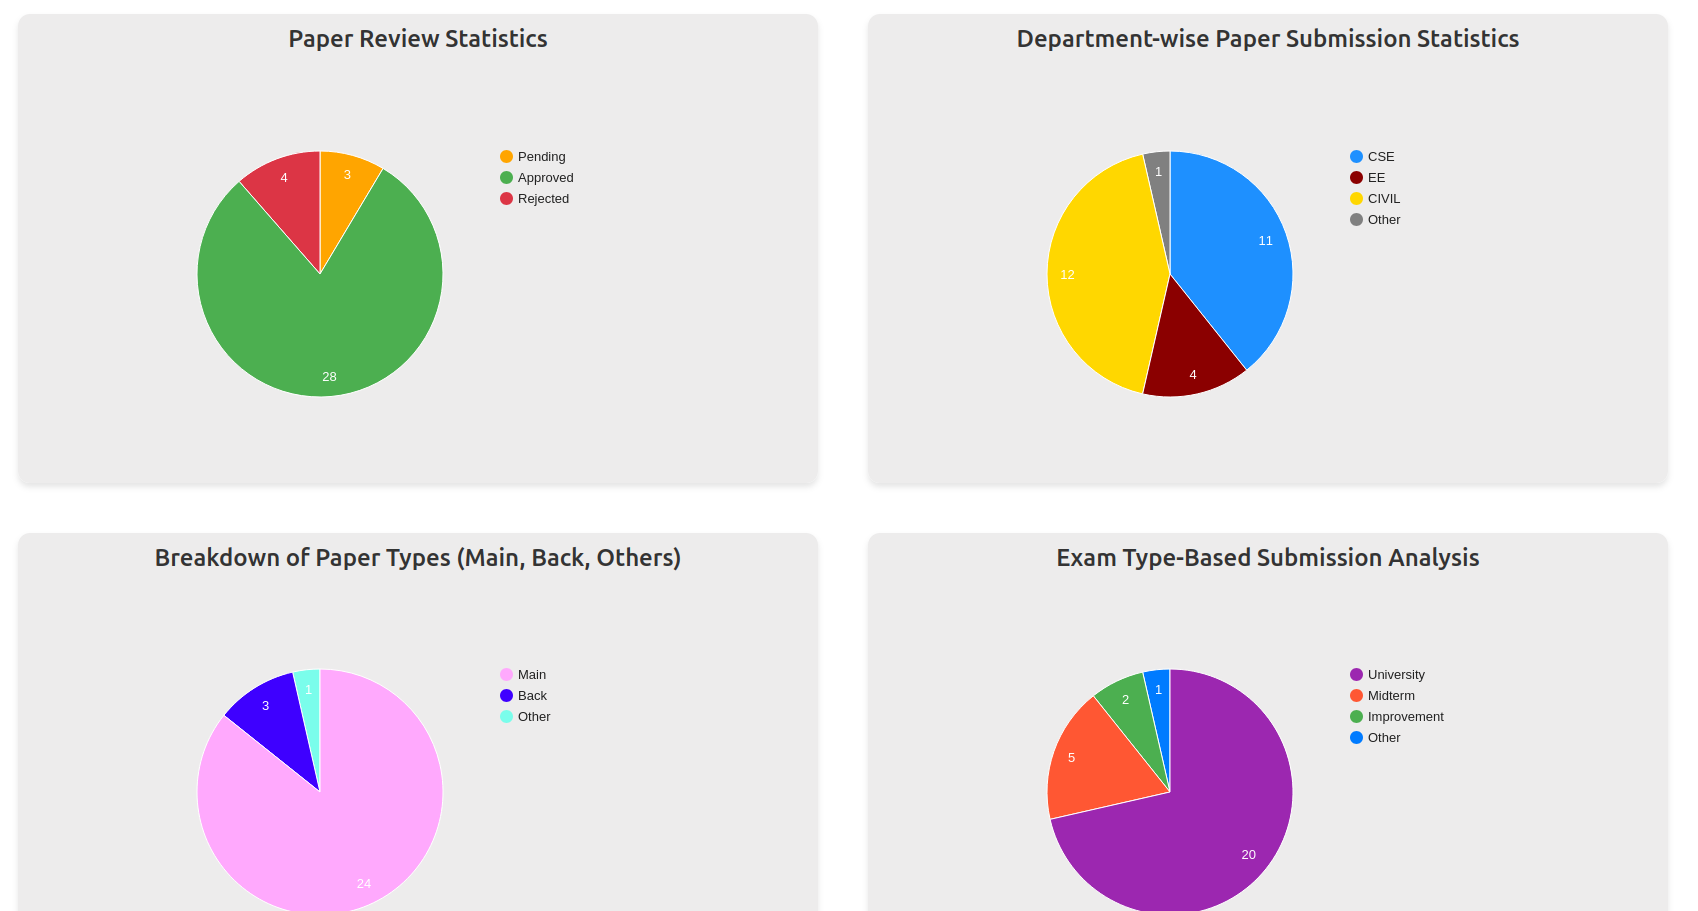 Paper Review Statistics
4
3
28
Pending
Approved
Rejected
Department-wise Paper Submission Statistics
1
11
12
4
CSE
EE
CIVIL
Other
Breakdown of Paper Types (Main, Back, Others)
1
3
24
Main
Back
Other
Exam Type-Based Submission Analysis
1
2
5
20
University
Midterm
Improvement
Other